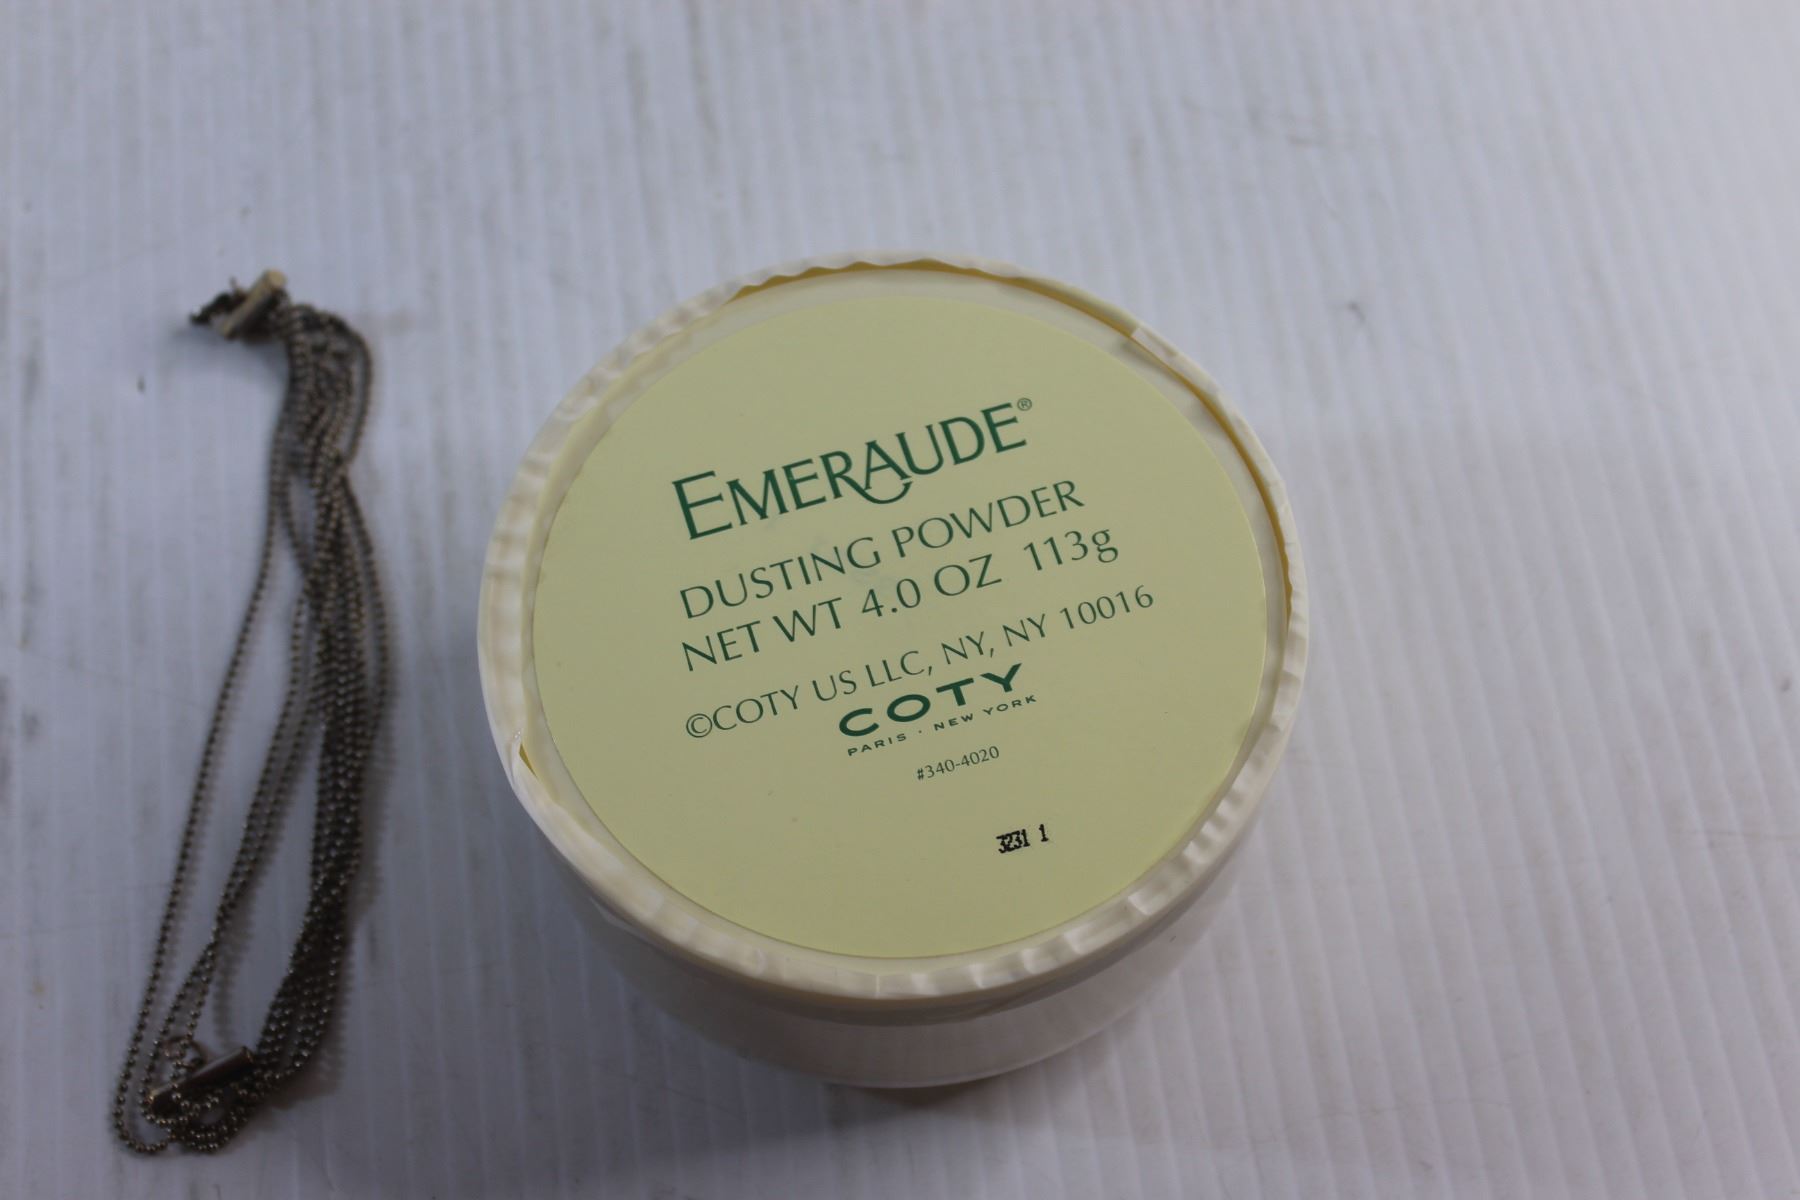 EMERAUDE®
DUSTING POWDER
NET WT 4.0 OZ 113g
©COTY US LLC, NY, NY 10016
COTY
PARIS · NEW YORK
#340-4020
3231 1